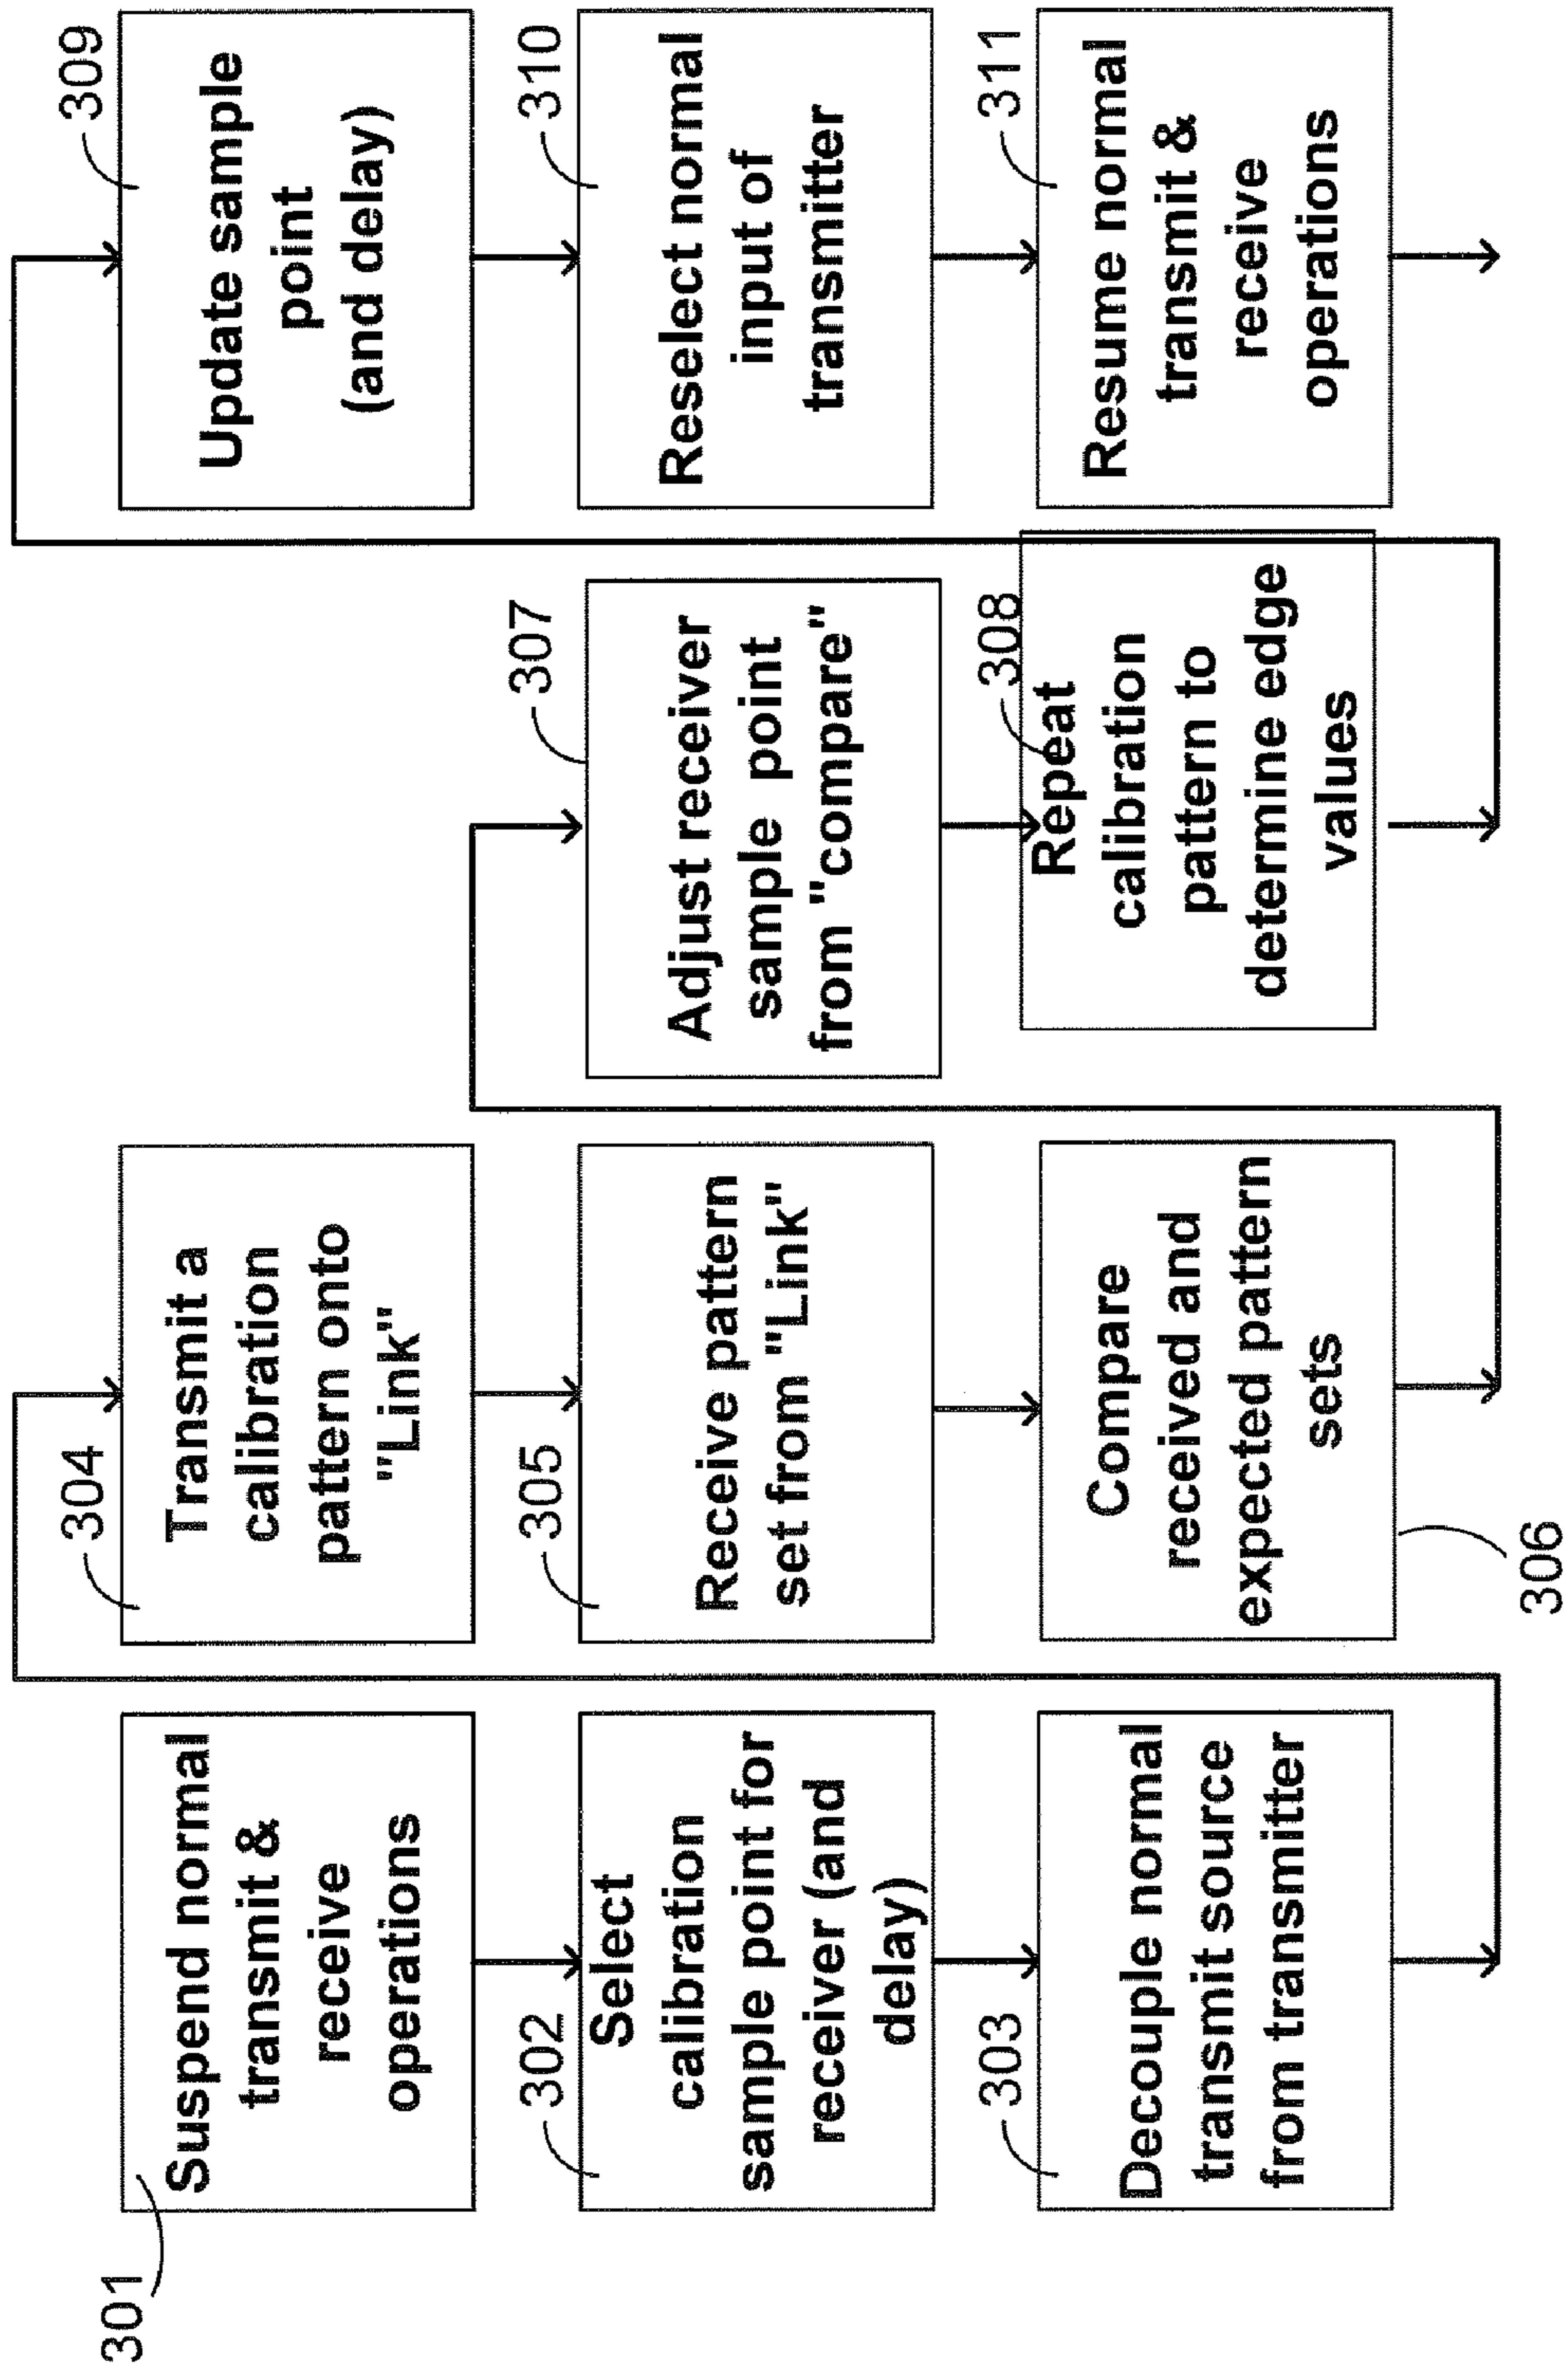 301
Suspend normal
transmit &
receive
operations
302
Select
calibration
sample point for
receiver (and
delay)
303
Decouple normal
transmit source
from transmitter
304
Transmit a
calibration
pattern onto
"Link"
305
Receive pattern
set from "Link"
Compare
received and
expected pattern
sets
306
307
Adjust receiver
sample point
from "compare"
308
Repeat
calibration
pattern to
determine edge
values
309
Update sample
point
(and delay)
310
Reselect normal
input of
transmitter
311
Resume normal
transmit &
receive
operations